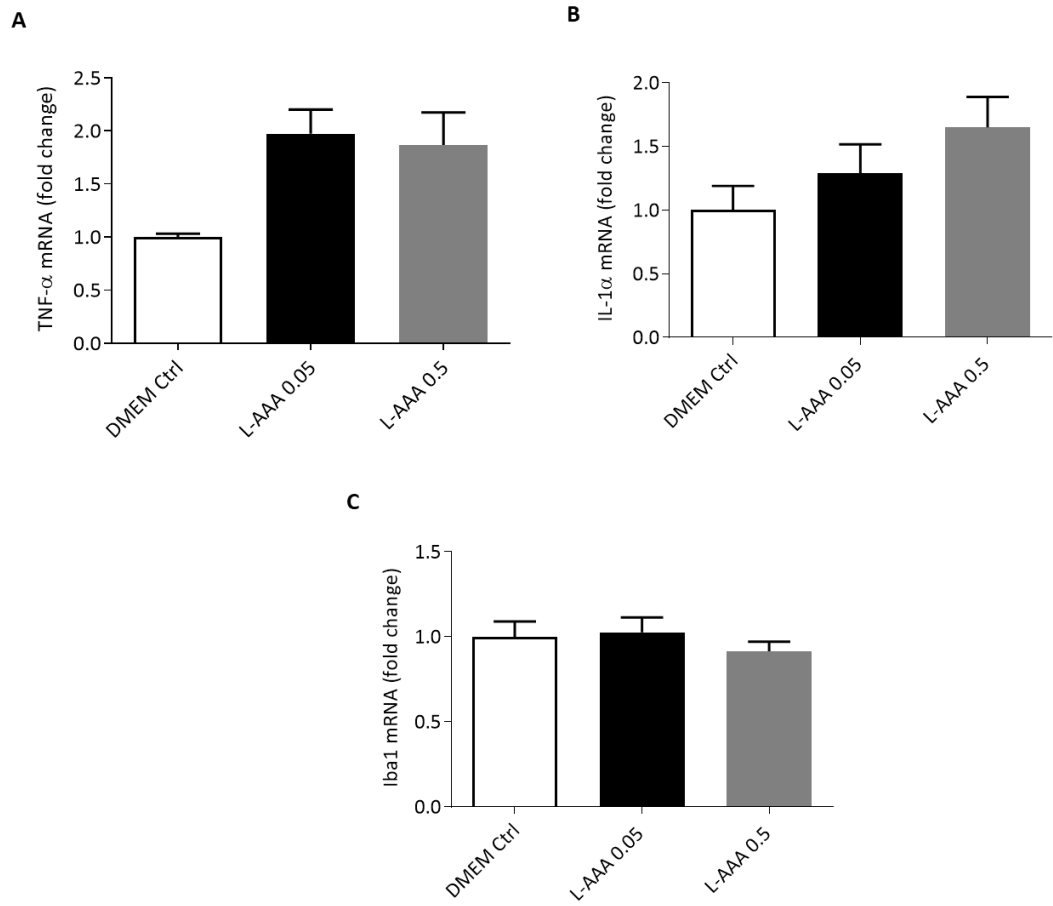 A
TNF-α mRNA (fold change)
2.5
2.0
1.5
1.0
0.5
0.0
DMEM Ctrl
L-AAA 0.05
L-AAA 0.5
B
IL-1α mRNA (fold change)
2.0
1.5
1.0
0.5
0.0
DMEM Ctrl
L-AAA 0.05
L-AAA 0.5
C
Iba1 mRNA (fold change)
1.5
1.0
0.5
0.0
DMEM Ctrl
L-AAA 0.05
L-AAA 0.5